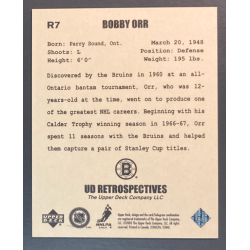 R7
BOBBY ORR
Born: Parry Sound, Ont. March 20, 1948
Shoots: L Position: Defense
Height: 6'0" Weight: 195 lbs.
Discovered by the Bruins in 1960 at an all-
Ontario bantam tournament, Orr, who was 12-
years-old at the time, went on to produce one
of the greatest NHL careers. Beginning with his
Calder Trophy winning season in 1966-67, Orr
spent 11 seasons with the Bruins and helped
them capture a pair of Stanley Cup titles.
B
UD RETROSPECTIVES
The Upper Deck Company LLC
UPPER DECK
NHL
NHLPA